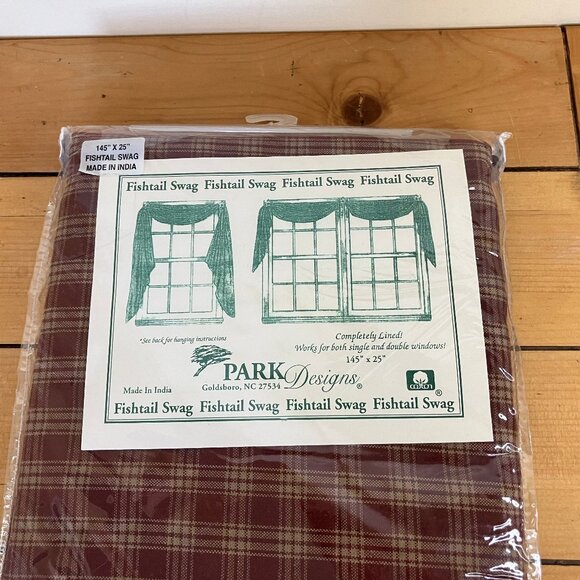 145" X 25"
FISHTAIL SWAG
MADE IN INDIA
Fishtail Swag Fishtail Swag Fishtail Swag Fishtail Swag
*See back for hanging instructions
Completely Lined!
Works for both single and double windows!
145" x 25"
PARK Designs®
Goldsboro, NC 27534
Made In India
cotton ®
Fishtail Swag Fishtail Swag Fishtail Swag Fishtail Swag